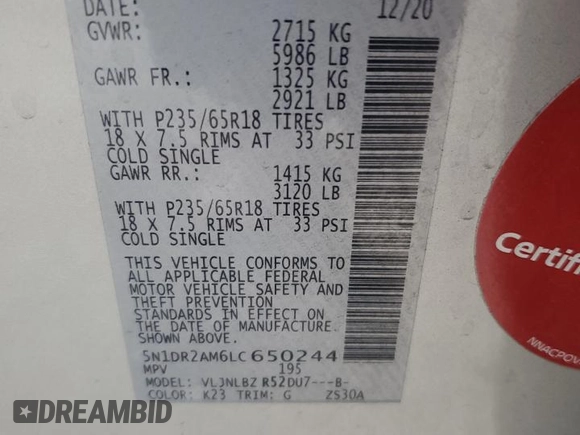 DATE: 12/20
GVWR: 2715 KG
5986 LB
GAWR FR.: 1325 KG
2921 LB
WITH P235/65R18 TIRES
18 X 7.5 RIMS AT 33 PSI
COLD SINGLE
GAWR RR.: 1415 KG
3120 LB
WITH P235/65R18 TIRES
18 X 7.5 RIMS AT 33 PSI
COLD SINGLE
THIS VEHICLE CONFORMS TO
ALL APPLICABLE FEDERAL
MOTOR VEHICLE SAFETY AND
THEFT PREVENTION
STANDARDS IN EFFECT ON
THE DATE OF MANUFACTURE
SHOWN ABOVE.
5N1DR2AM6LC650244
MPV 195
MODEL: VLJNLBZ R52DU7---B-
COLOR: K23 TRIM: G ZS30A
Certifi
NNACPOV
DREAMBID